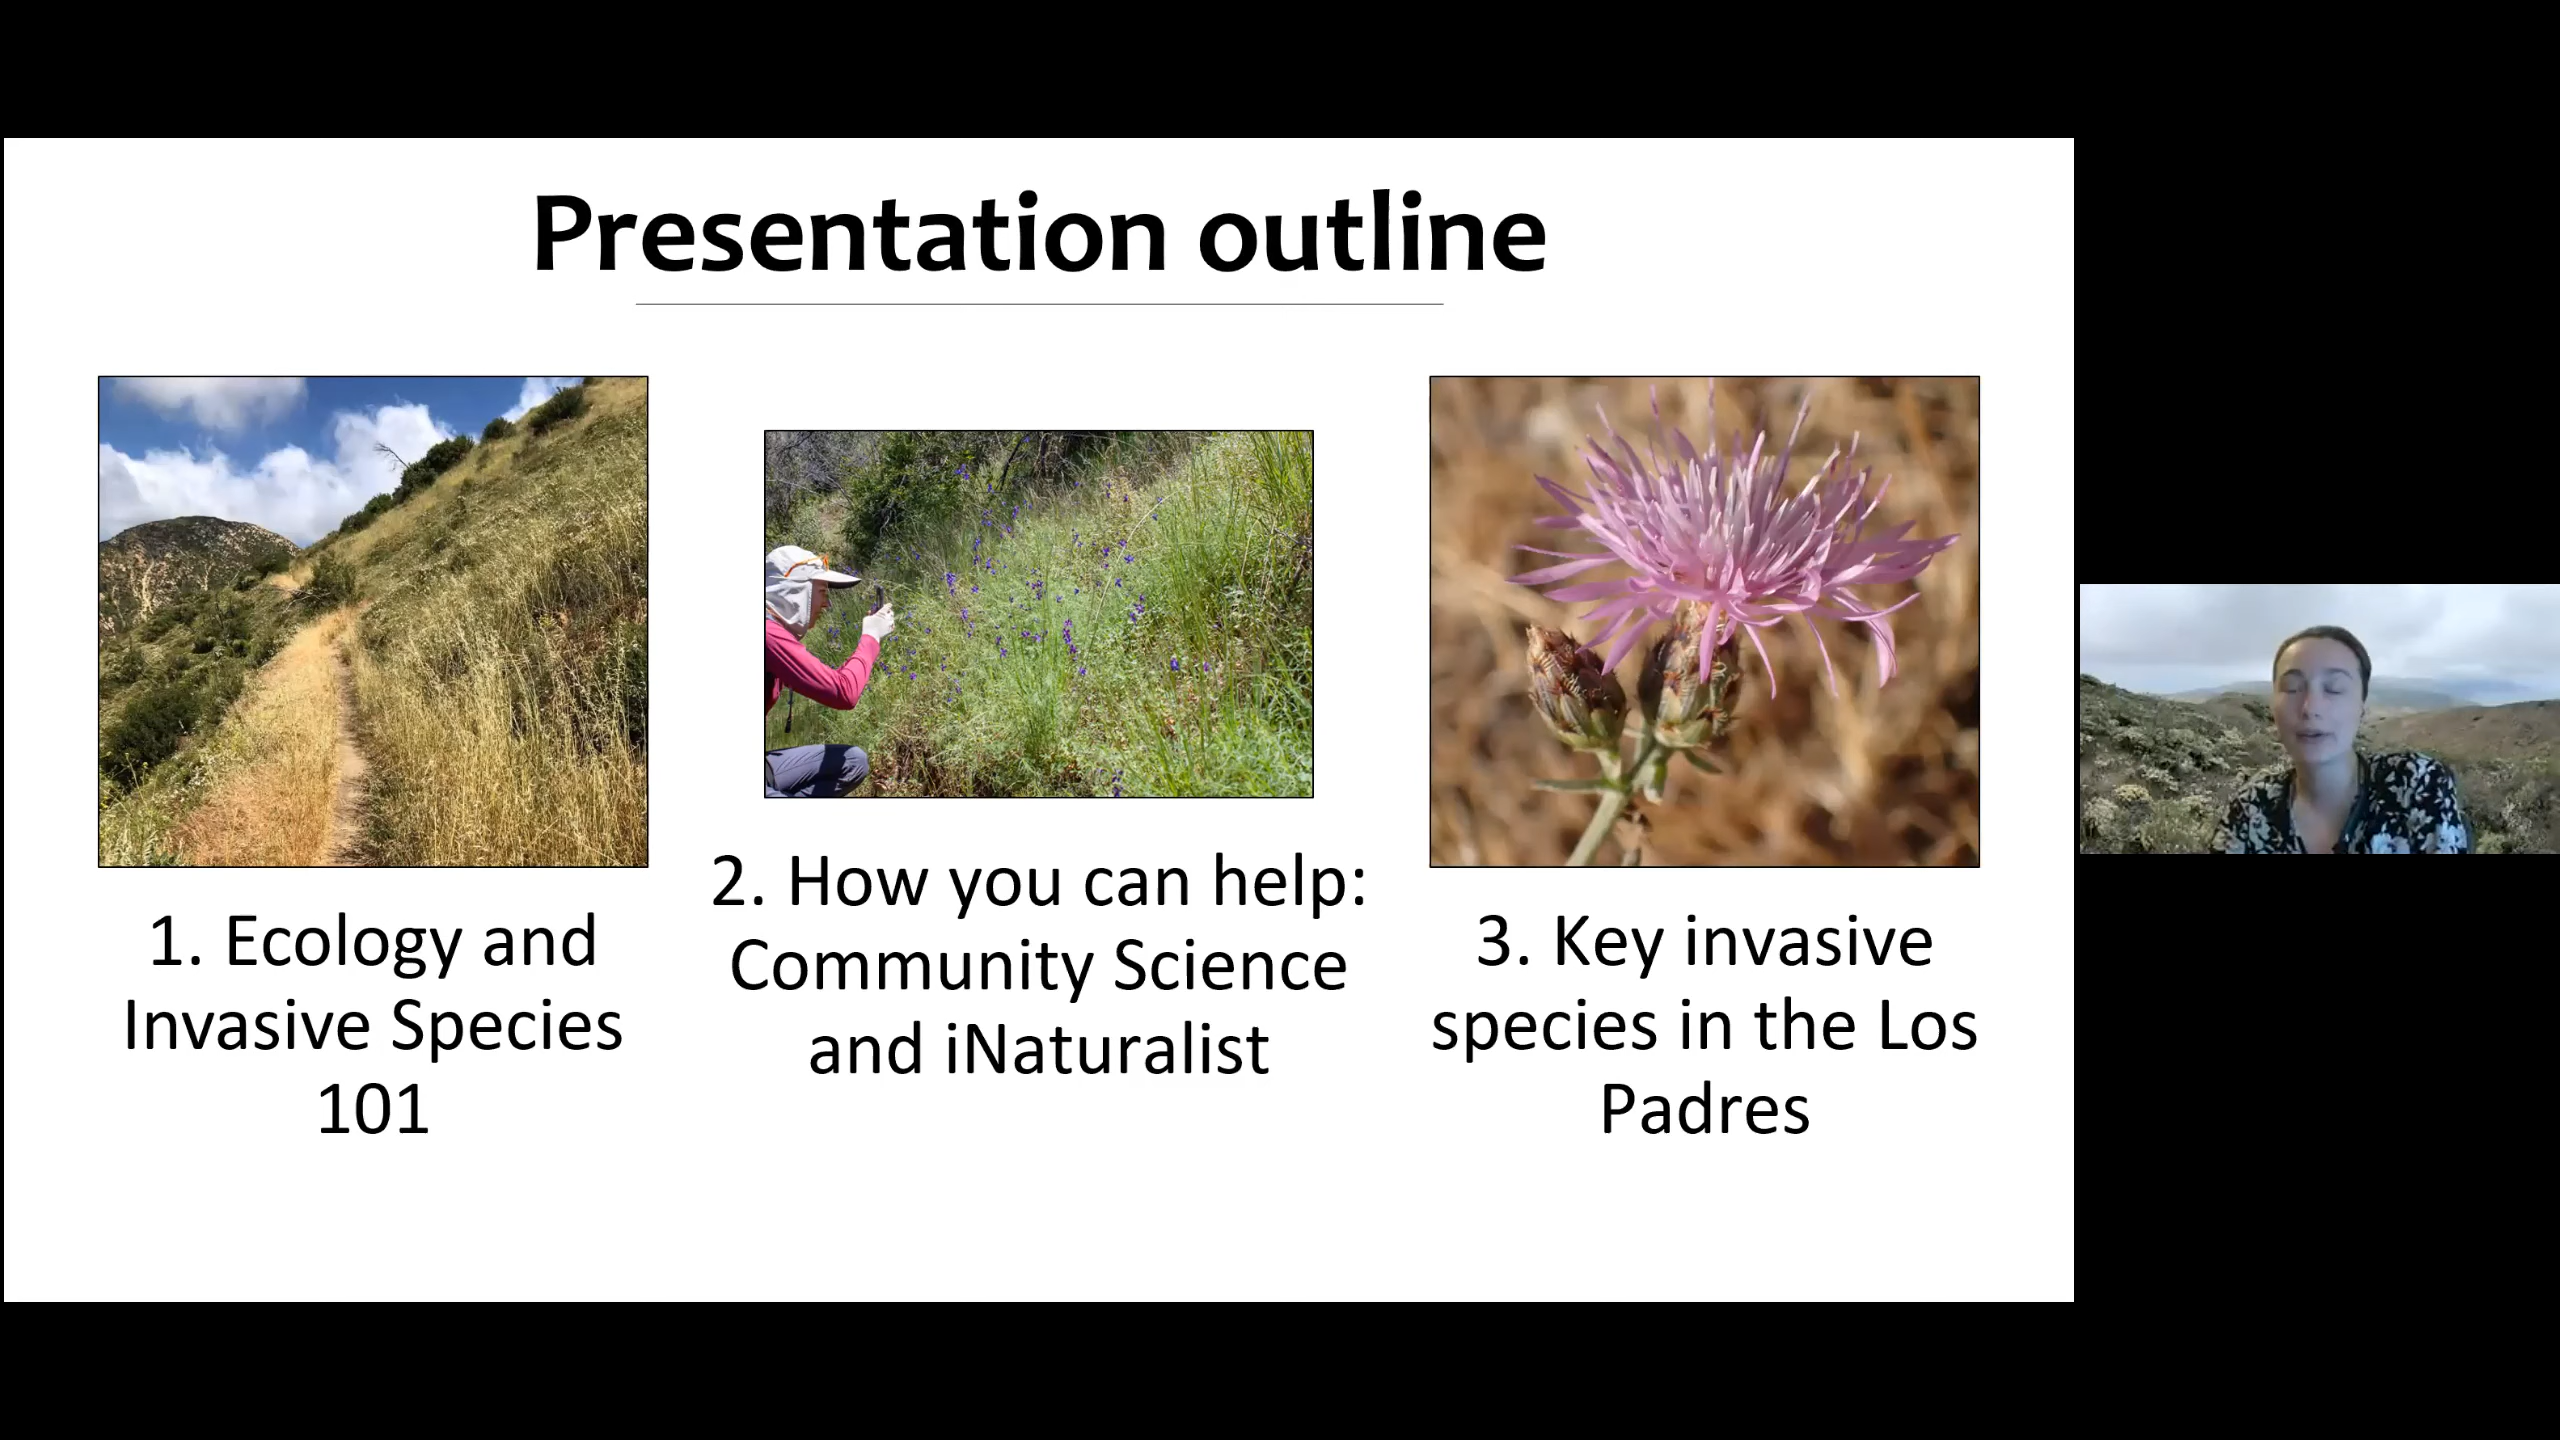 Presentation outline
1. Ecology and
Invasive Species
101
2. How you can help:
Community Science
and iNaturalist
3. Key invasive
species in the Los
Padres